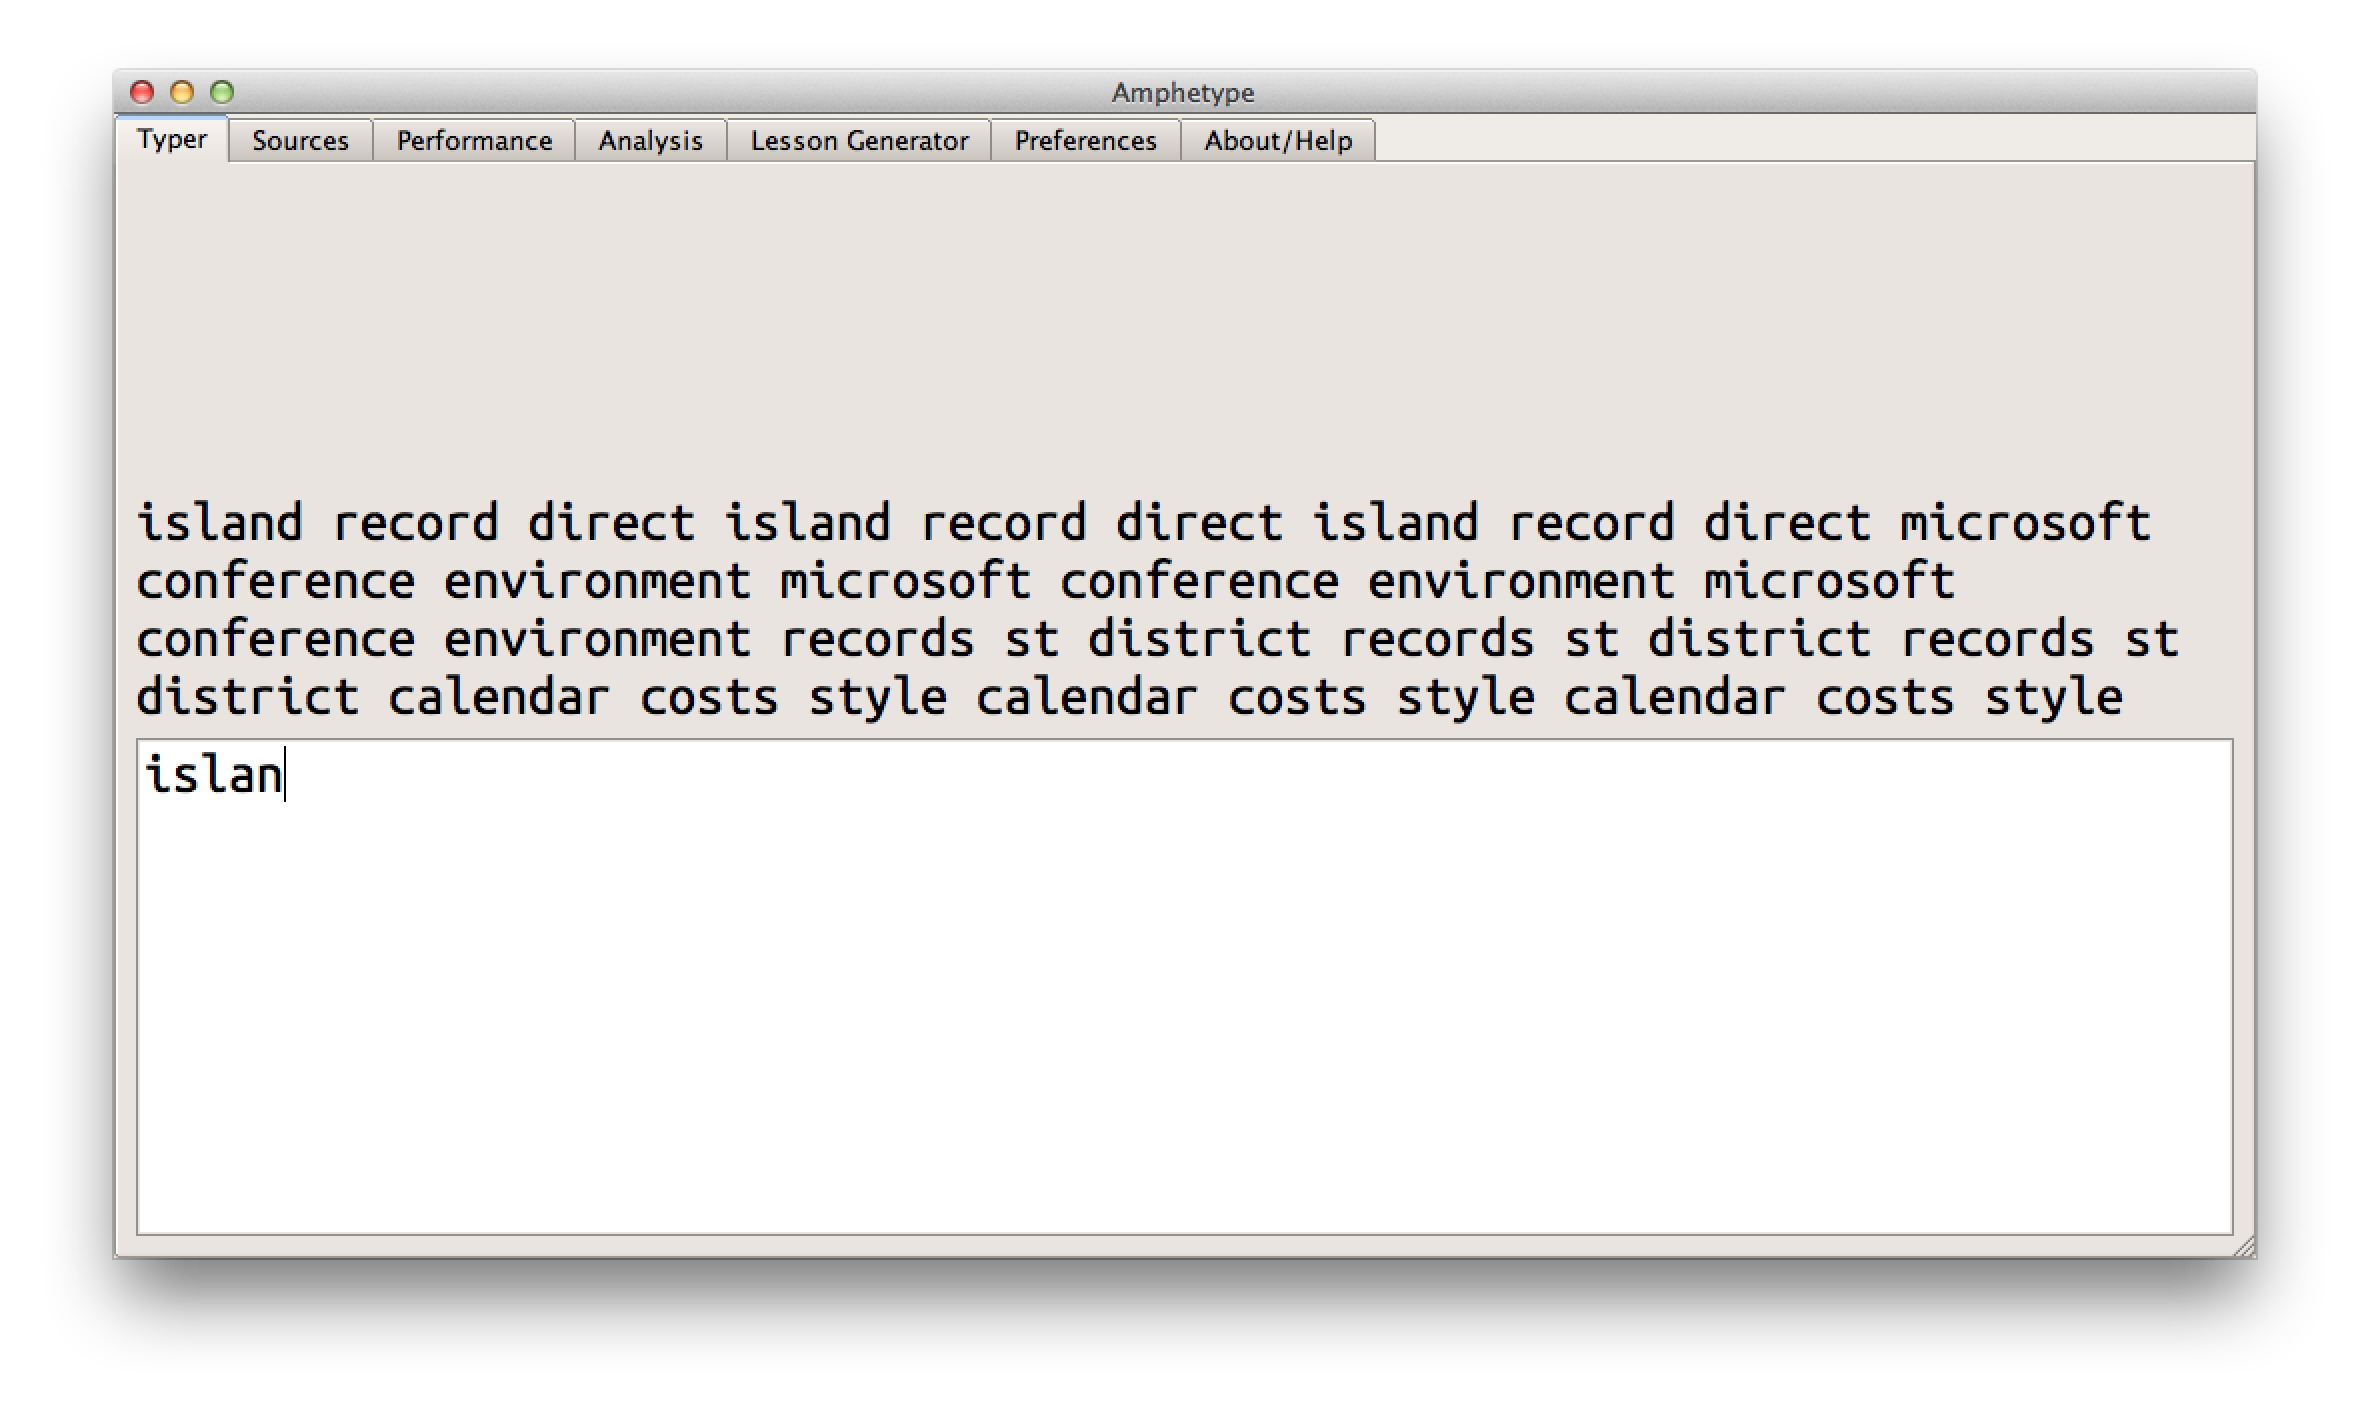 Amphetype
Typer Sources Performance Analysis Lesson Generator Preferences About/Help
island record direct island record direct island record direct microsoft
conference environment microsoft conference environment microsoft
conference environment records st district records st district records st
district calendar costs style calendar costs style calendar costs style
islan